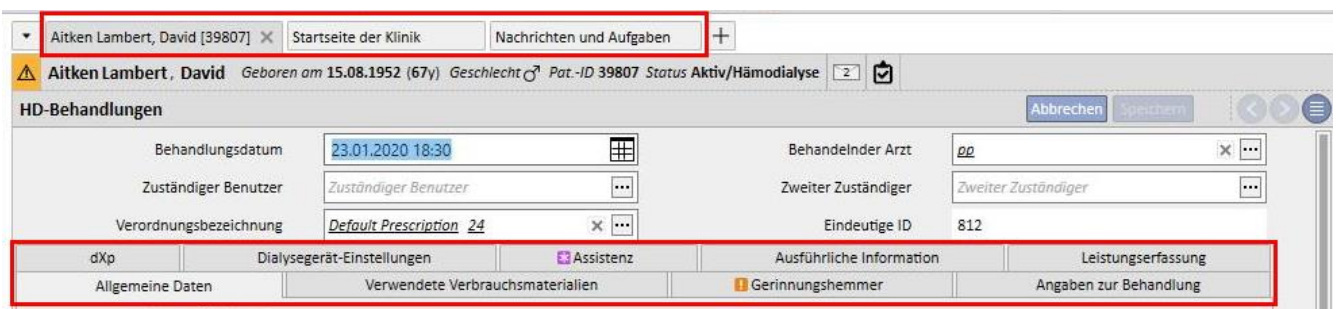 Aitken Lambert, David [39807] Startseite der Klinik Nachrichten und Aufgaben
Aitken Lambert, David Geboren am 15.08.1952 (67y) Geschlecht Pat.-ID 39807 Status Aktiv/Hämodialyse 2
HD-Behandlungen Abbrechen Speichern
Behandlungsdatum 23.01.2020 18:30 Behandelnder Arzt pp
Zuständiger Benutzer Zuständiger Benutzer Zweiter Zuständiger Zweiter Zuständiger
Verordnungsbezeichnung Default Prescription 24 Eindeutige ID 812
dXp Dialysegerät-Einstellungen Assistenz Ausführliche Information Leistungserfassung
Allgemeine Daten Verwendete Verbrauchsmaterialien Gerinnungshemmer Angaben zur Behandlung